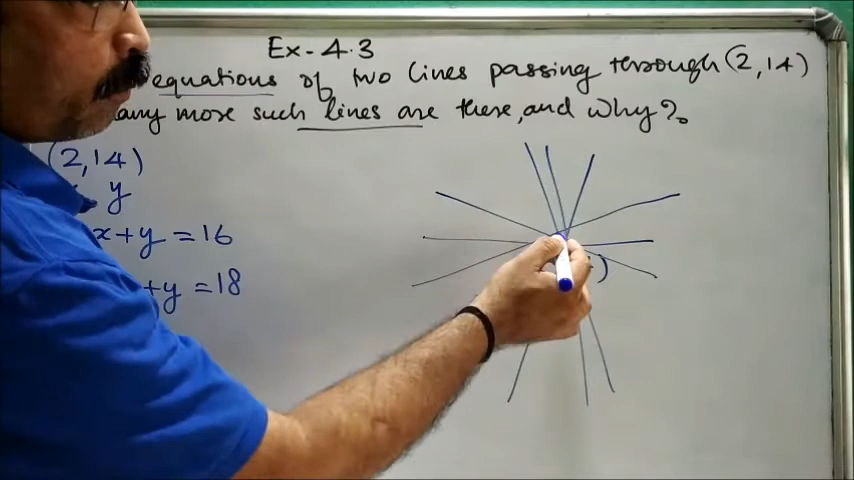 Ex - 4.3
equations of two lines passing through (2,14)
many more such lines are there, and why?
(2,14)
y
x+y = 16
+y = 18
)